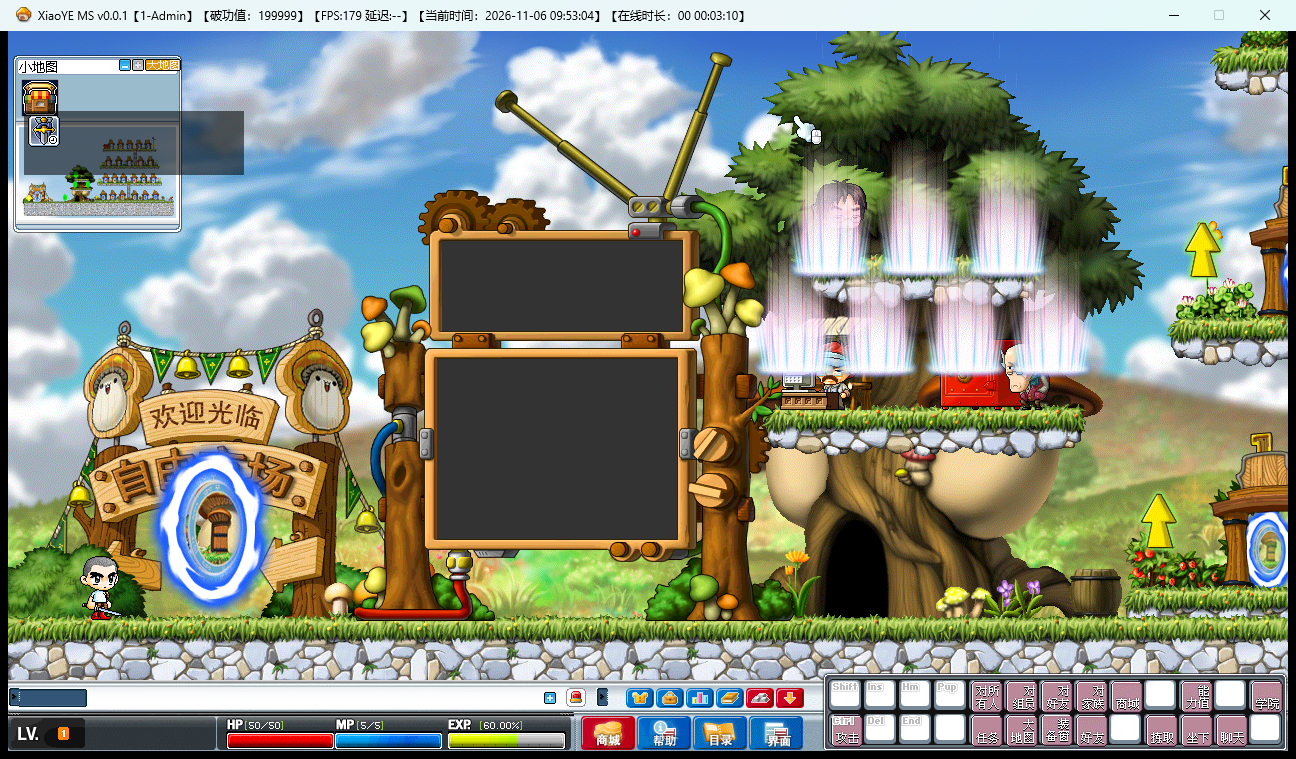 XiaoYE MS v0.0.1【1-Admin】【破功值：199999】【FPS:179 延迟:--】【当前时间：2026-11-06 09:53:04】【在线时长：00 00:03:10】
小地图
大地图
欢迎光临
自由市场
LV. 1
HP[50/50]
MP[5/5]
EXP. [60.00%]
商城
帮助
目录
界面
Shift
Ins
Hm
Pup
对所有人
对组员
对好友
对家族
商城
能力值
学院
Ctrl
攻击
Del
End
任务
大地图
装备窗
好友
捡取
坐下
聊天